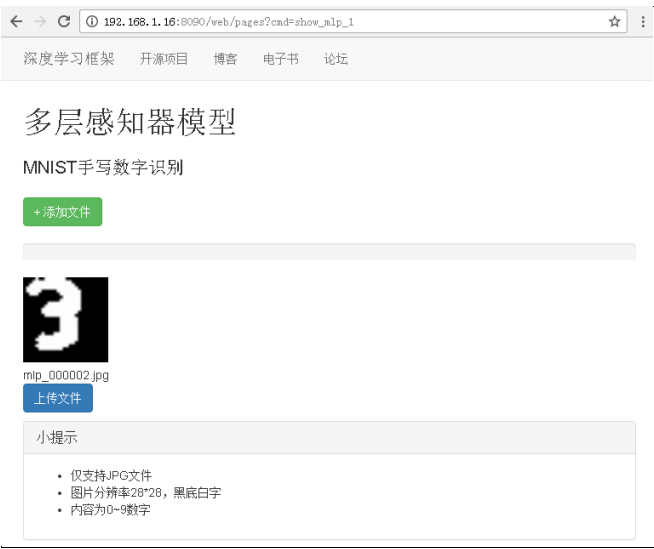 192.168.1.16:8090/web/pages?cmd=show_mlp_1
深度学习框架 开源项目 博客 电子书 论坛
多层感知器模型
MNIST手写数字识别
+ 添加文件
3
mlp_000002.jpg
上传文件
小提示
• 仅支持JPG文件
• 图片分辨率28*28，黑底白字
• 内容为0~9数字